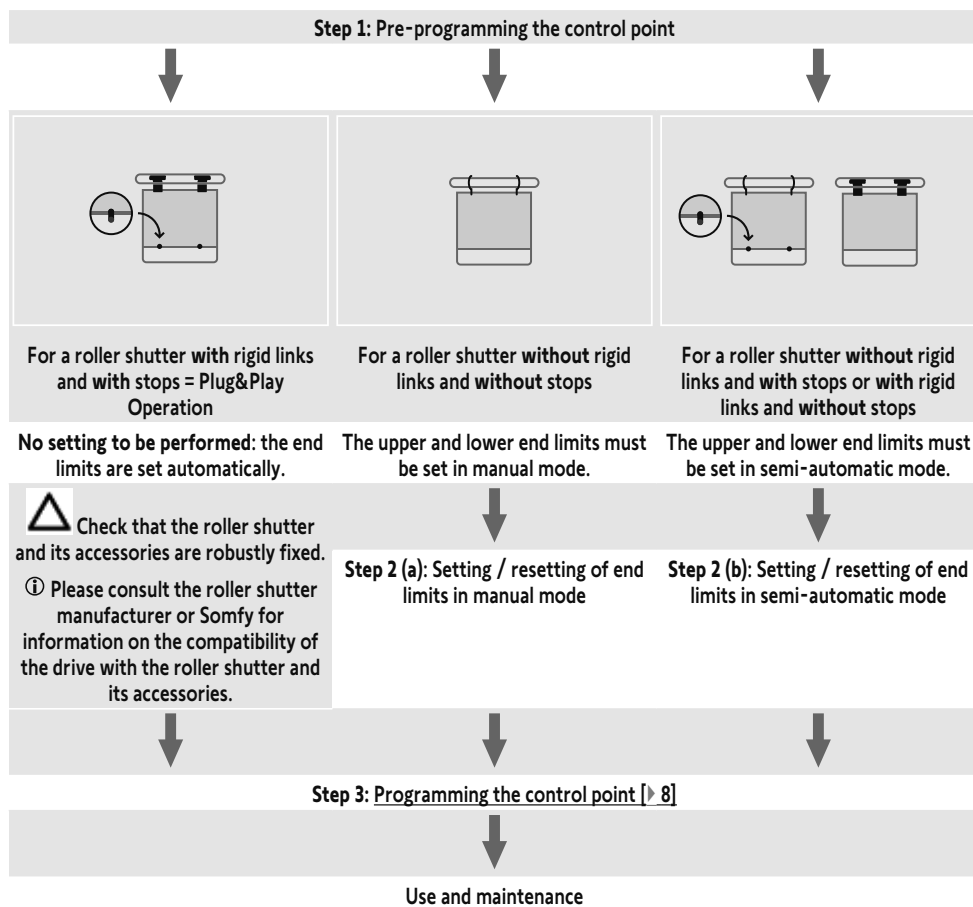 Step 1: Pre-programming the control point
For a roller shutter with rigid links
and with stops = Plug&Play
Operation
No setting to be performed: the end
limits are set automatically.
Check that the roller shutter
and its accessories are robustly fixed.
ⓘ Please consult the roller shutter
manufacturer or Somfy for
information on the compatibility of
the drive with the roller shutter and
its accessories.
For a roller shutter without rigid
links and without stops
The upper and lower end limits must
be set in manual mode.
Step 2 (a): Setting / resetting of end
limits in manual mode
For a roller shutter without rigid
links and with stops or with rigid
links and without stops
The upper and lower end limits must
be set in semi-automatic mode.
Step 2 (b): Setting / resetting of end
limits in semi-automatic mode
Step 3: Programming the control point [▶ 8]
Use and maintenance